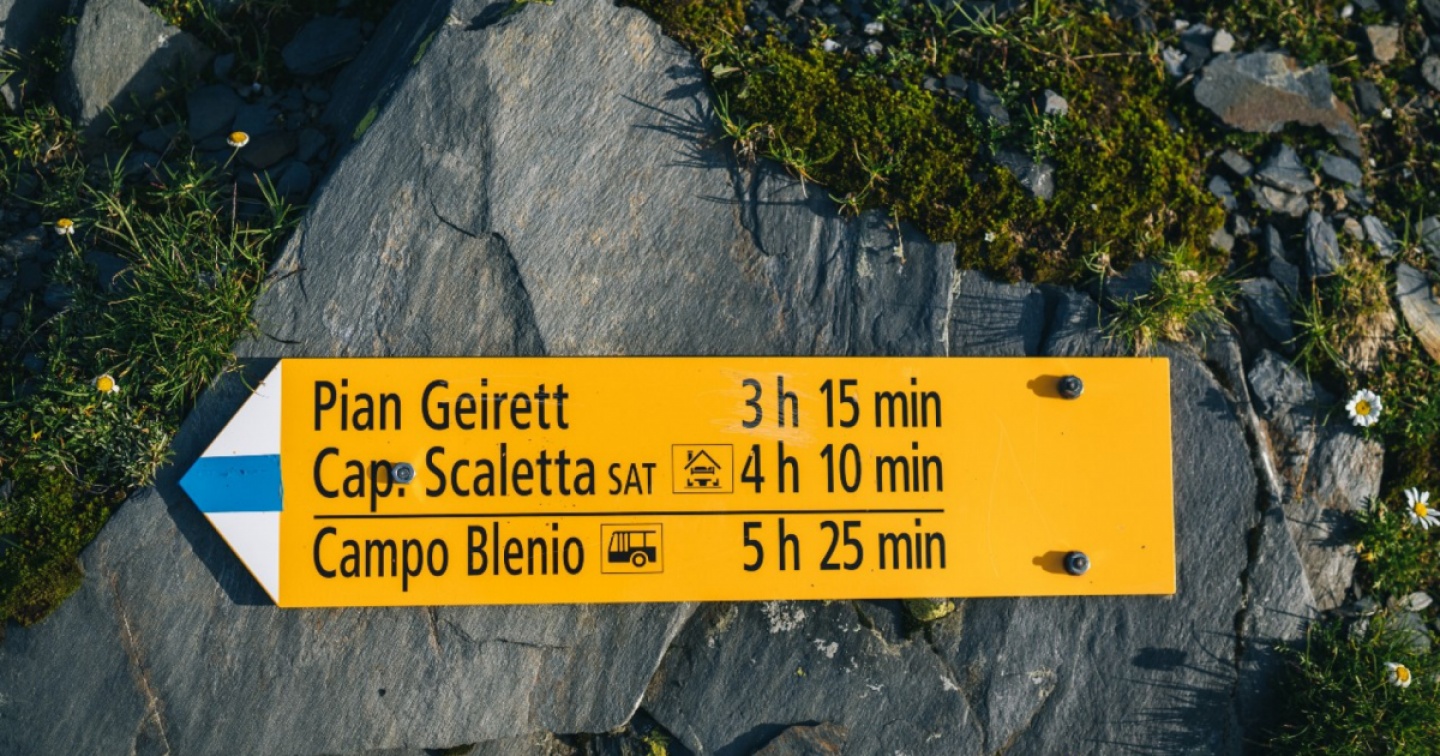 Pian Geirett 3 h 15 min
Cap. Scaletta SAT 4 h 10 min
Campo Blenio 5 h 25 min